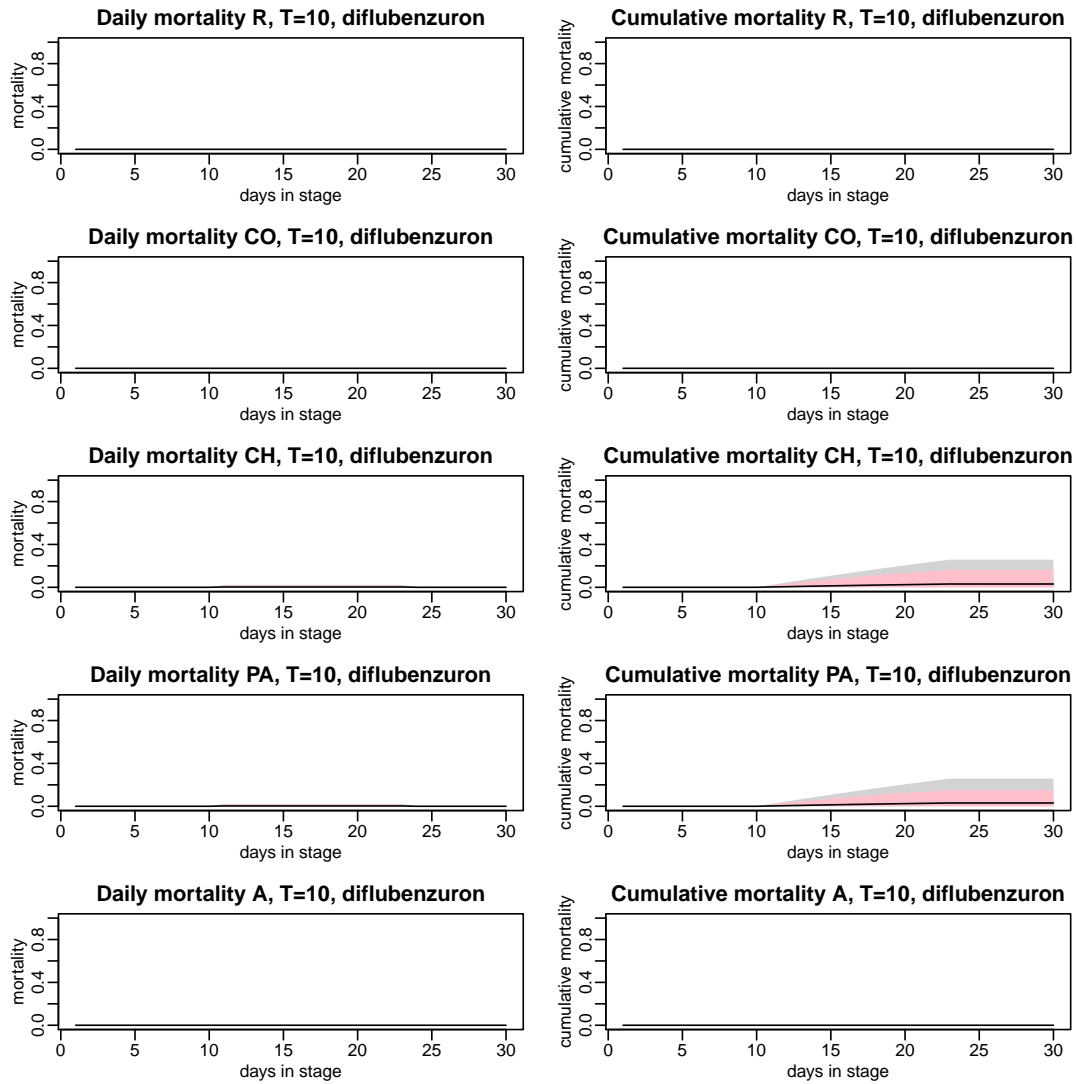 Daily mortality R, T=10, diflubenzuron
mortality
0.0 0.4 0.8
0 5 10 15 20 25 30
days in stage
Cumulative mortality R, T=10, diflubenzuron
cumulative mortality
0.0 0.4 0.8
0 5 10 15 20 25 30
days in stage
Daily mortality CO, T=10, diflubenzuron
mortality
0.0 0.4 0.8
0 5 10 15 20 25 30
days in stage
Cumulative mortality CO, T=10, diflubenzuron
cumulative mortality
0.0 0.4 0.8
0 5 10 15 20 25 30
days in stage
Daily mortality CH, T=10, diflubenzuron
mortality
0.0 0.4 0.8
0 5 10 15 20 25 30
days in stage
Cumulative mortality CH, T=10, diflubenzuron
cumulative mortality
0.0 0.4 0.8
0 5 10 15 20 25 30
days in stage
Daily mortality PA, T=10, diflubenzuron
mortality
0.0 0.4 0.8
0 5 10 15 20 25 30
days in stage
Cumulative mortality PA, T=10, diflubenzuron
cumulative mortality
0.0 0.4 0.8
0 5 10 15 20 25 30
days in stage
Daily mortality A, T=10, diflubenzuron
mortality
0.0 0.4 0.8
0 5 10 15 20 25 30
days in stage
Cumulative mortality A, T=10, diflubenzuron
cumulative mortality
0.0 0.4 0.8
0 5 10 15 20 25 30
days in stage